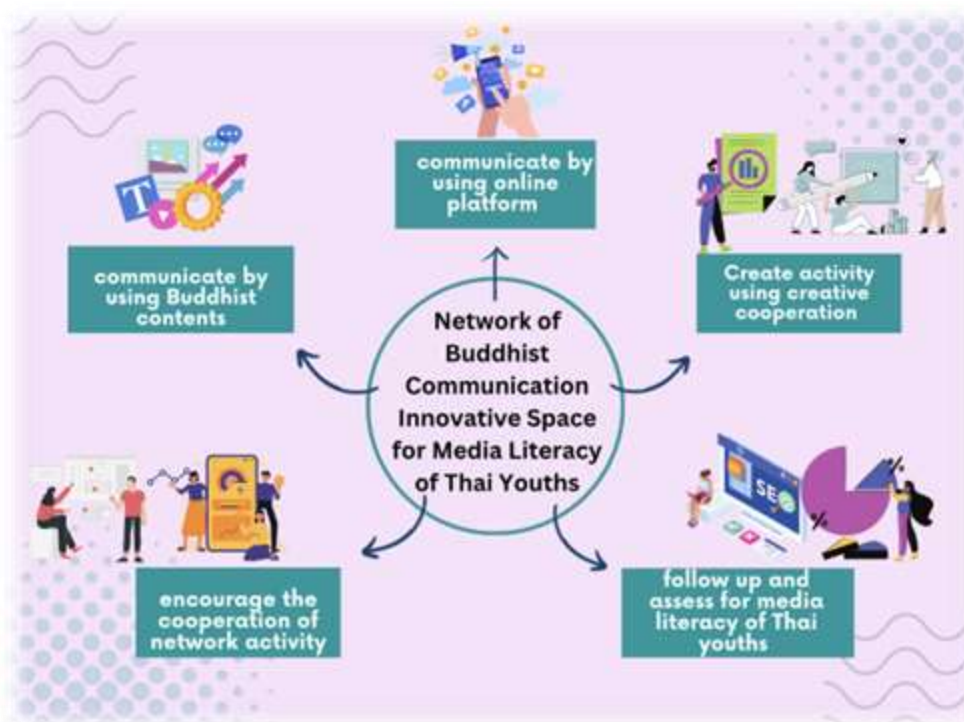 communicate by
using online
platform
communicate by
using Buddhist
contents
Create activity
using creative
cooperation
Network of
Buddhist
Communication
Innovative Space
for Media Literacy
of Thai Youths
encourage the
cooperation of
network activity
follow up and
assess for media
literacy of Thai
youths
T
SE
%
%